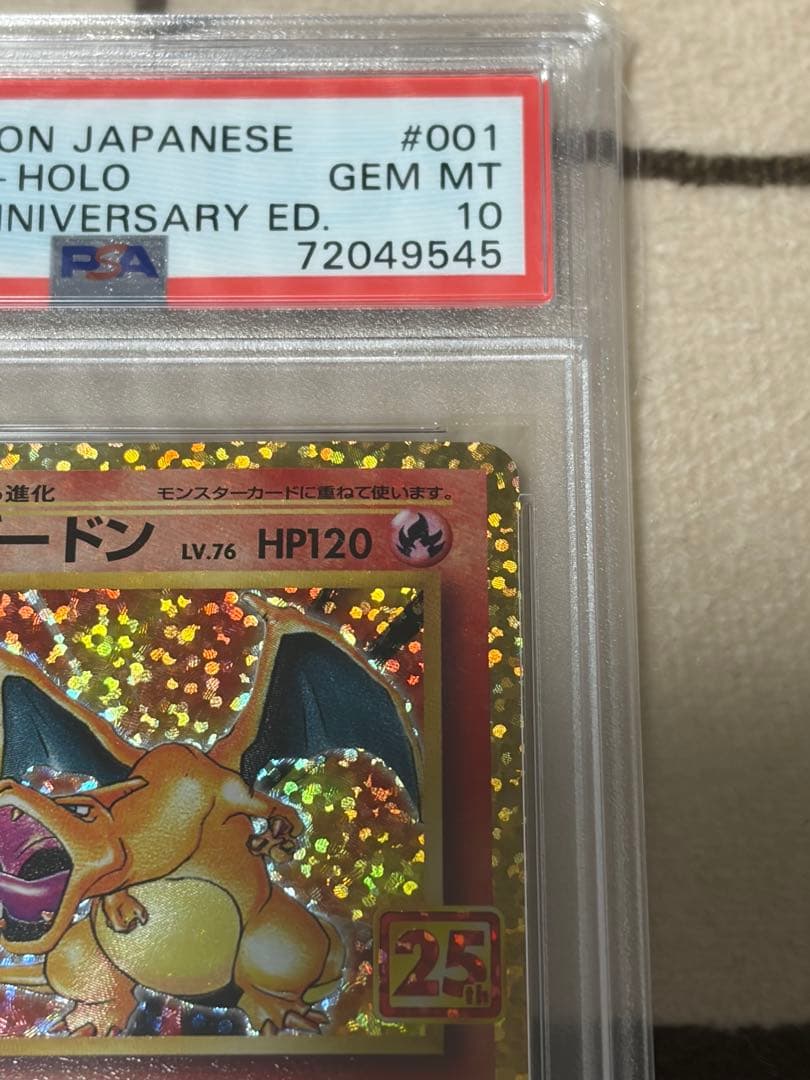 ON JAPANESE #001
-HOLO GEM MT
NNIVERSARY ED. 10
PSA 72049545
進化 モンスターカードに重ねて使います。
ードン LV.76 HP120
25th